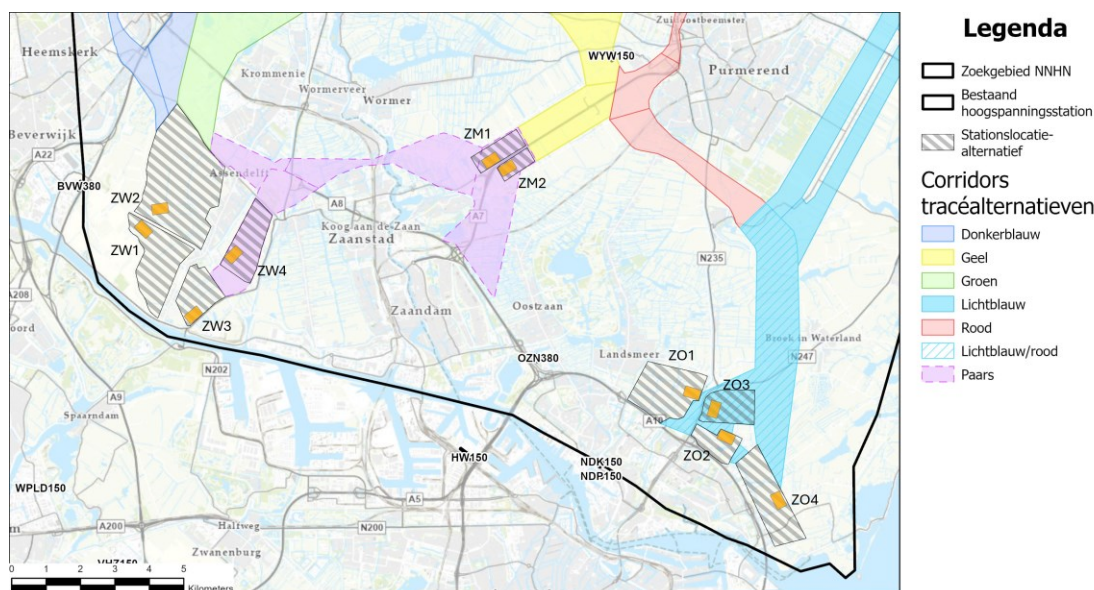 Zuidoostbeemster
Heemskerk
WYW150
Krommenie
Purmerend
Wormerveer
Wormer
Beverwijk
ZM1
A22
Assendelft
ZM2
BVW380
ZW2
A8
A7
Koog aan de Zaan
Zaanstad
ZW1
ZW4
N235
A208
Oostzaan
Zaandam
ZW3
Broek in Waterland
OZN380
Landsmeer
N247
N202
ZO1
ZO3
A9
Spaarndam
A10
ZO2
HW150
NDK150
NDP150
WPLD150
ZO4
A5
A200
Halfweg
N200
Zwanenburg
VHZ150
0 1 2 3 4 5
Kilometers
Legenda
Zoekgebied NNHN
Bestaand
hoogspanningsstation
Stationslocatie-
alternatief
Corridors
tracéalternatieven
Donkerblauw
Geel
Groen
Lichtblauw
Rood
Lichtblauw/rood
Paars